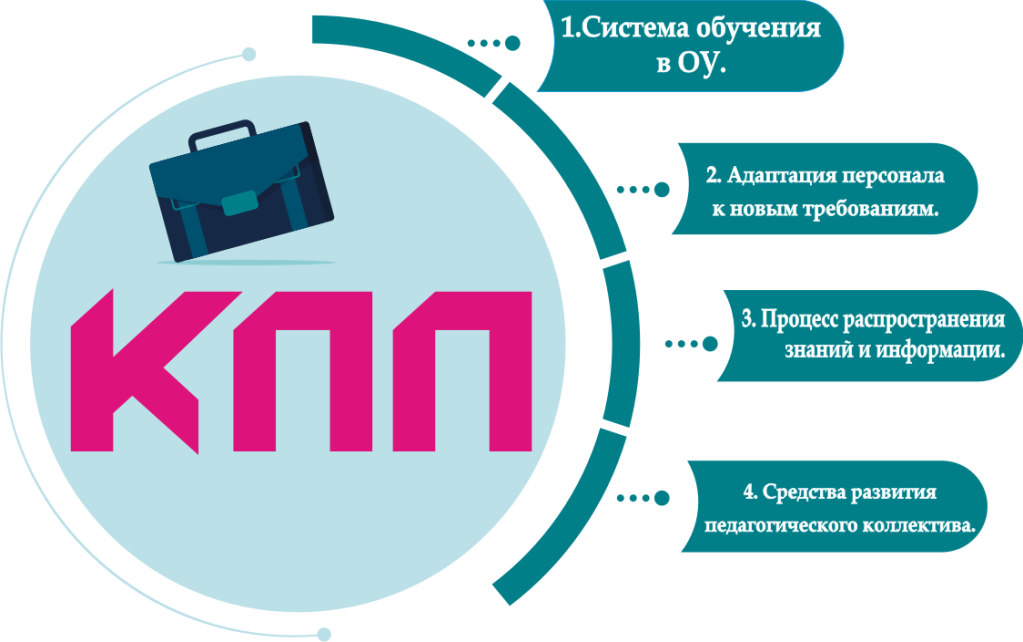 КПП
1.Система обучения
в ОУ.
2. Адаптация персонала
к новым требованиям.
3. Процесс распространения
знаний и информации.
4. Средства развития
педагогического коллектива.